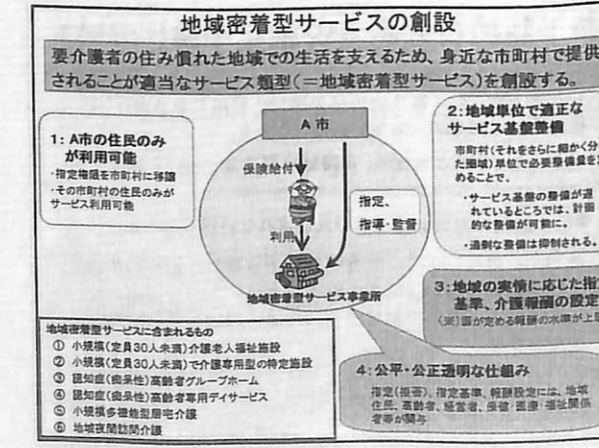 地域密着型サービスの創設
要介護者の住み慣れた地域での生活を支えるため、身近な市町村で提供
されることが適当なサービス類型(=地域密着型サービス)を創設する。
1:A市の住民のみ
が利用可能
・指定権限を市町村に移譲
・その市町村の住民のみが
サービス利用可能
A市
保険給付
利用
指定、
指導・監督
地域密着型サービス事業所
2:地域単位で適正な
サービス基盤整備
市町村(それをさらに細かく分
た圏域)単位で必要整備量を
めることで、
・サービス基盤の整備が遅
れているところでは、計画
的な整備が可能に。
・過剰な整備は抑制される。
3:地域の実情に応じた指
基準、介護報酬の設定
(※)国が定める報酬の水準が上
4:公平・公正透明な仕組み
指定(拒否)、指定基準、報酬設定には、地域
住民、高齢者、経営者、保健・医療・福祉関係
者等が関与
地域密着型サービスに含まれるもの
① 小規模(定員30人未満)介護老人福祉施設
② 小規模(定員30人未満)で介護専用型の特定施設
③ 認知症(痴呆性)高齢者グループホーム
④ 認知症(痴呆性)高齢者専用デイサービス
⑤ 小規模多機能型居宅介護
⑥ 地域夜間訪問介護